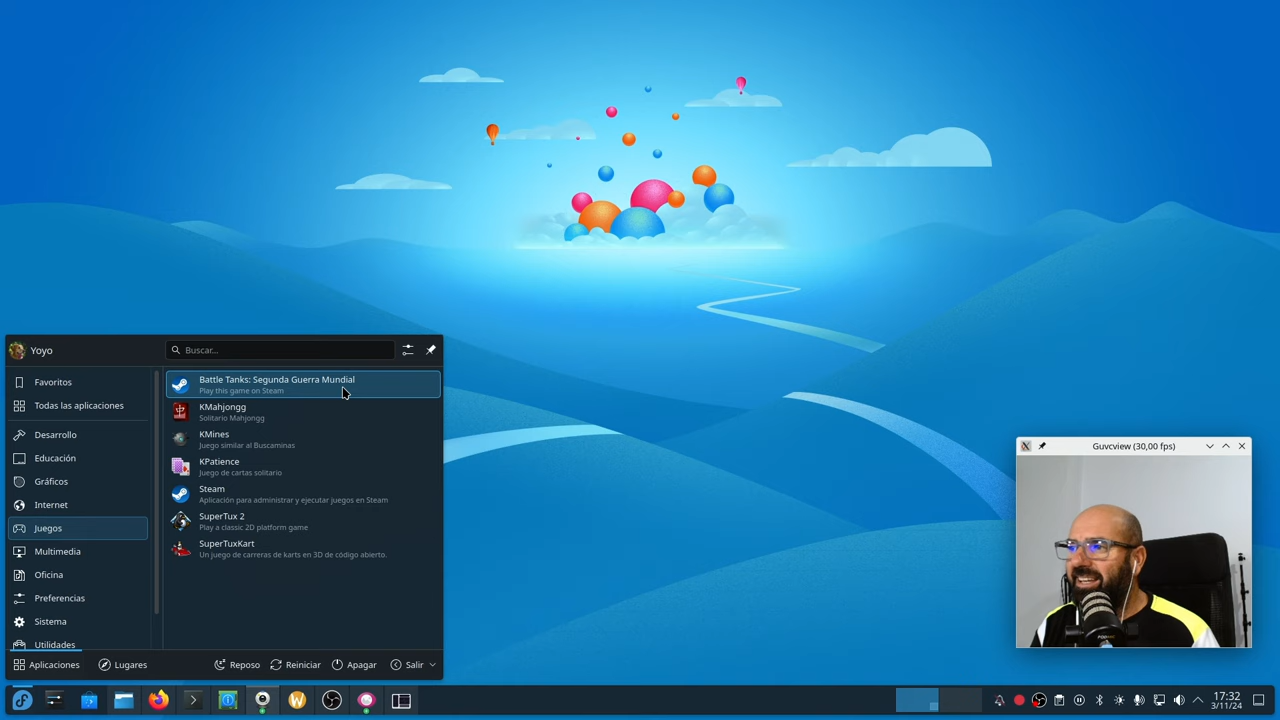 Yoyo
Buscar...
Favoritos
Todas las aplicaciones
Desarrollo
Educación
Gráficos
Internet
Juegos
Multimedia
Oficina
Preferencias
Sistema
Utilidades
Battle Tanks: Segunda Guerra Mundial
Play this game on Steam
KMahjongg
Solitario Mahjongg
KMines
Juego similar al Buscaminas
KPatience
Juego de cartas solitario
Steam
Aplicación para administrar y ejecutar juegos en Steam
SuperTux 2
Play a classic 2D platform game
SuperTuxKart
Un juego de carreras de karts en 3D de código abierto.
Aplicaciones
Lugares
Reposo
Reiniciar
Apagar
Salir
Guvcview (30,00 fps)
17:32
3/11/24